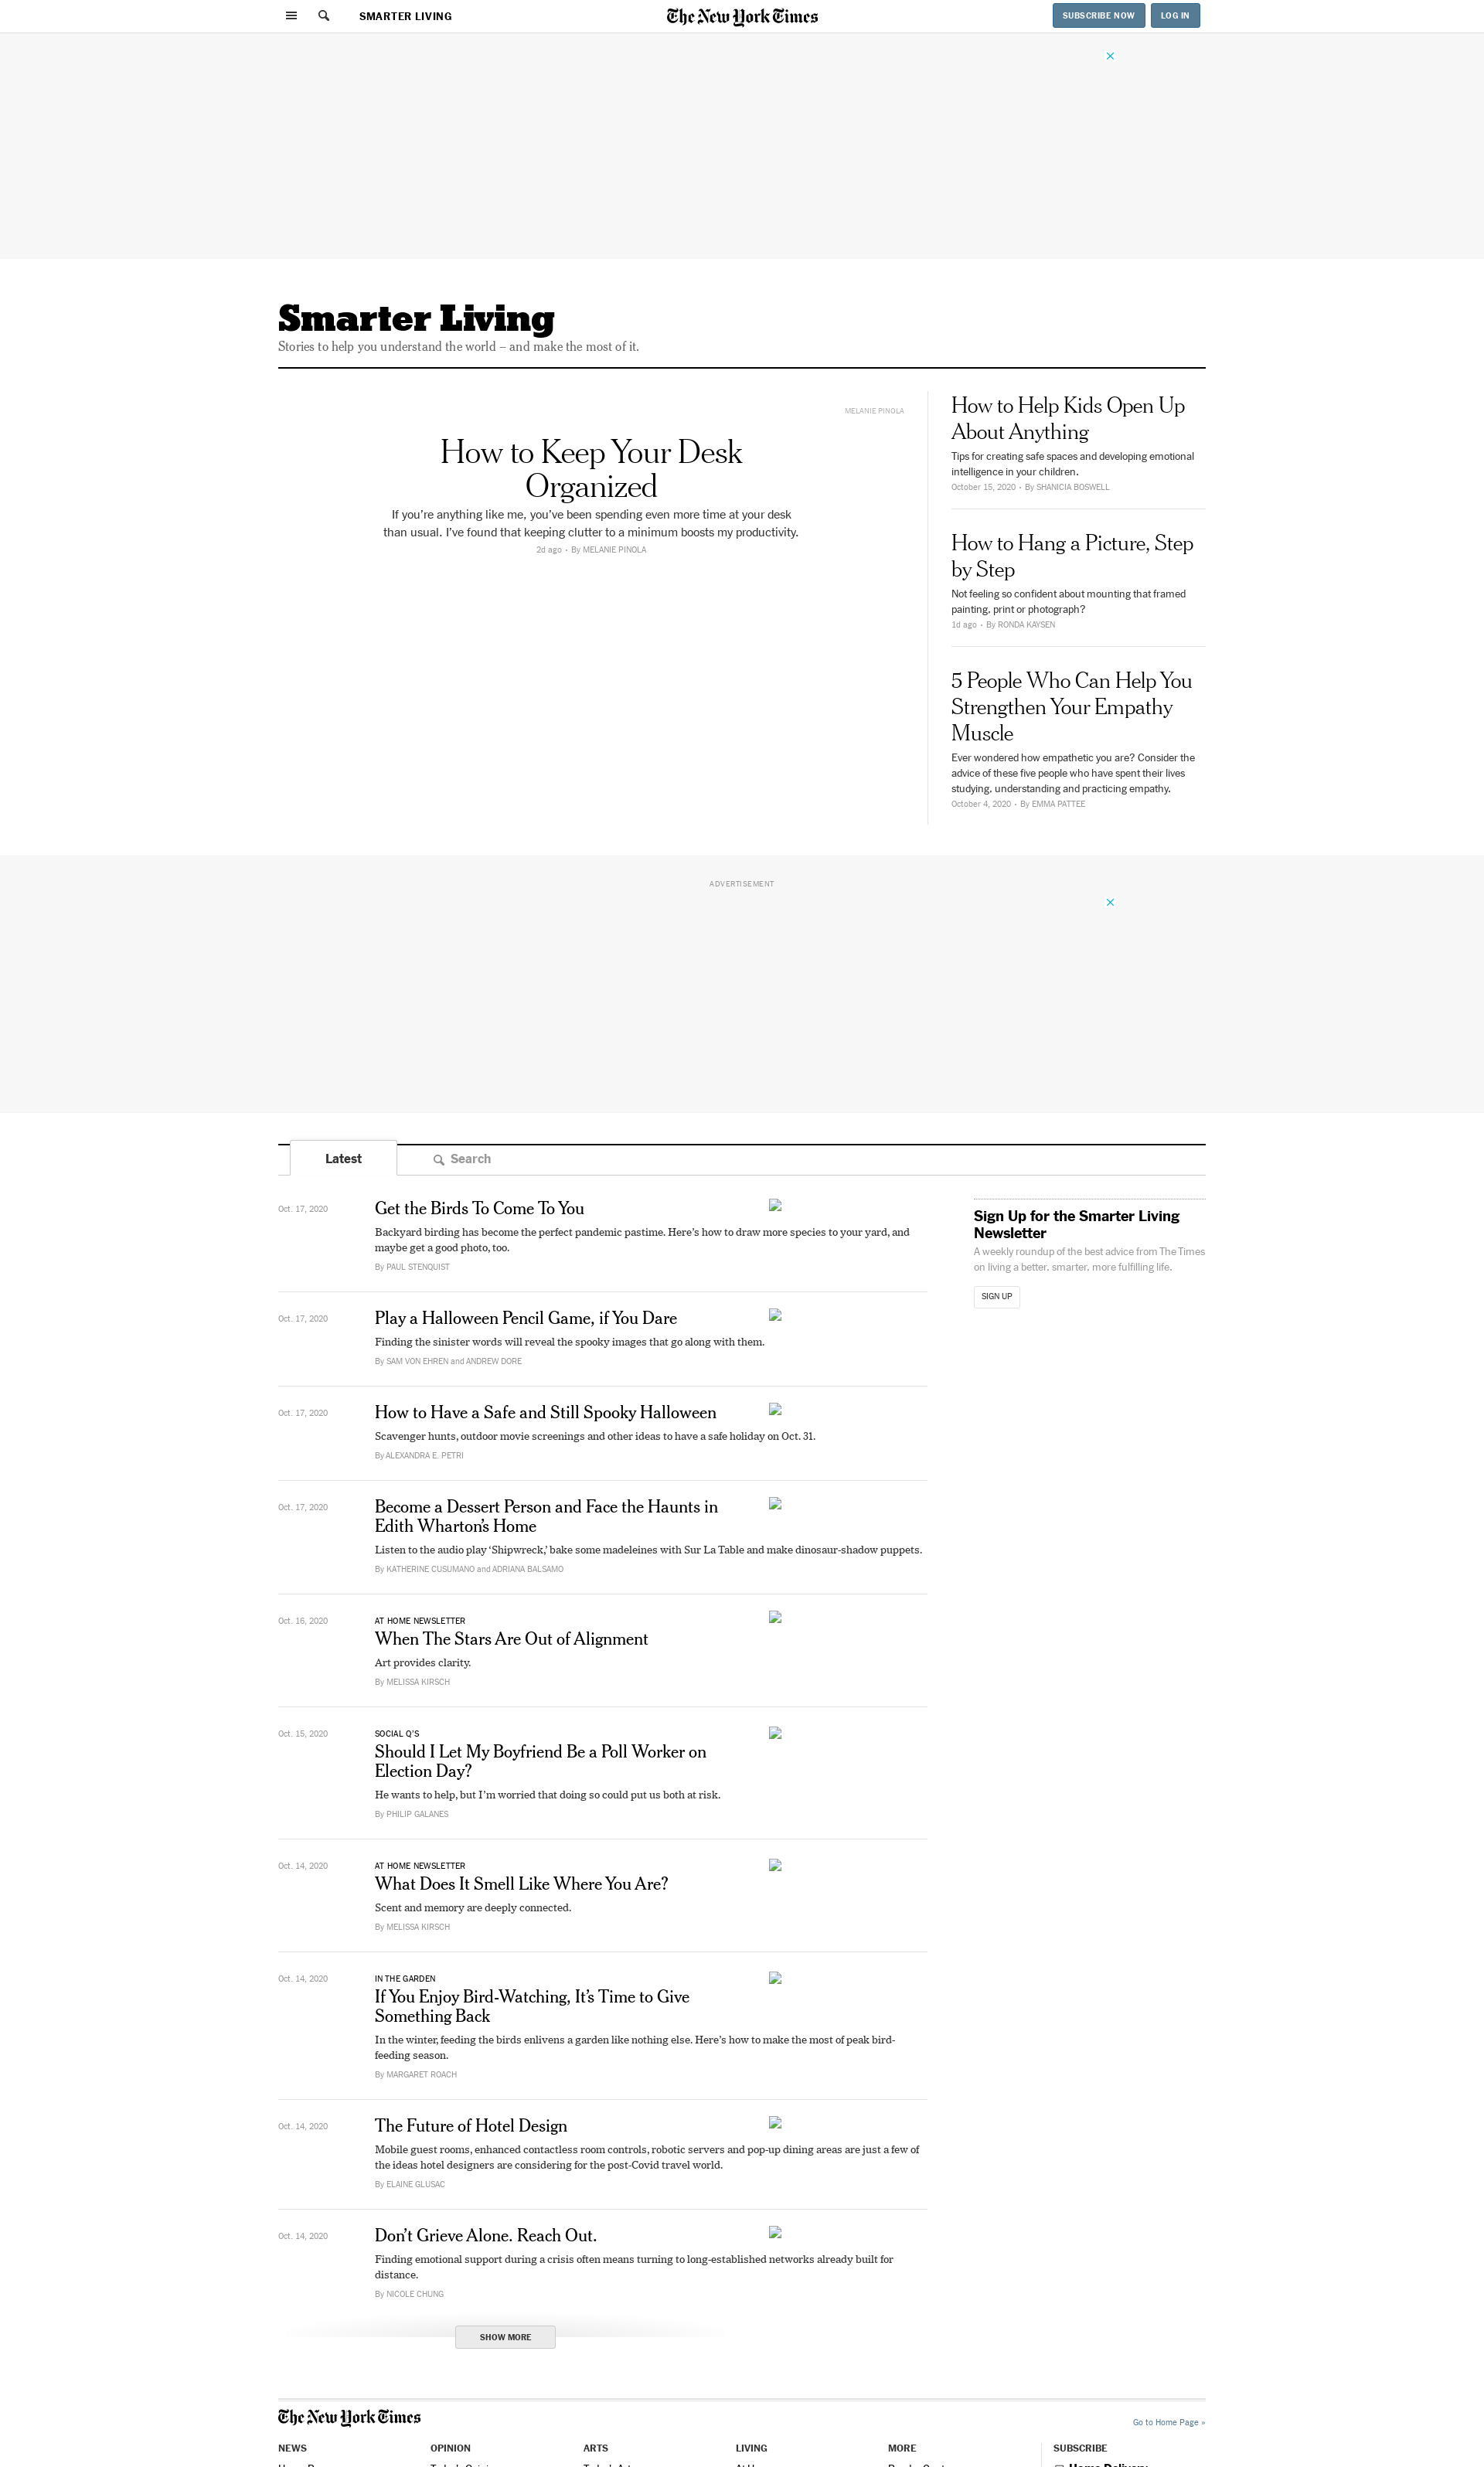 SMARTER LIVING
The New York Times
SUBSCRIBE NOW
LOG IN
Smarter Living
Stories to help you understand the world – and make the most of it.
MELANIE PINOLA
How to Keep Your Desk
Organized
If you’re anything like me, you’ve been spending even more time at your desk
than usual. I’ve found that keeping clutter to a minimum boosts my productivity.
2d ago • By MELANIE PINOLA
How to Help Kids Open Up
About Anything
Tips for creating safe spaces and developing emotional
intelligence in your children.
October 15, 2020 • By SHANICIA BOSWELL
How to Hang a Picture, Step
by Step
Not feeling so confident about mounting that framed
painting, print or photograph?
1d ago • By RONDA KAYSEN
5 People Who Can Help You
Strengthen Your Empathy
Muscle
Ever wondered how empathetic you are? Consider the
advice of these five people who have spent their lives
studying, understanding and practicing empathy.
October 4, 2020 • By EMMA PATTEE
ADVERTISEMENT
Latest
Search
Oct. 17, 2020
Get the Birds To Come To You
Backyard birding has become the perfect pandemic pastime. Here’s how to draw more species to your yard, and
maybe get a good photo, too.
By PAUL STENQUIST
Oct. 17, 2020
Play a Halloween Pencil Game, if You Dare
Finding the sinister words will reveal the spooky images that go along with them.
By SAM VON EHREN and ANDREW DORE
Oct. 17, 2020
How to Have a Safe and Still Spooky Halloween
Scavenger hunts, outdoor movie screenings and other ideas to have a safe holiday on Oct. 31.
By ALEXANDRA E. PETRI
Oct. 17, 2020
Become a Dessert Person and Face the Haunts in
Edith Wharton’s Home
Listen to the audio play ‘Shipwreck,’ bake some madeleines with Sur La Table and make dinosaur-shadow puppets.
By KATHERINE CUSUMANO and ADRIANA BALSAMO
Oct. 16, 2020
AT HOME NEWSLETTER
When The Stars Are Out of Alignment
Art provides clarity.
By MELISSA KIRSCH
Oct. 15, 2020
SOCIAL Q’S
Should I Let My Boyfriend Be a Poll Worker on
Election Day?
He wants to help, but I’m worried that doing so could put us both at risk.
By PHILIP GALANES
Oct. 14, 2020
AT HOME NEWSLETTER
What Does It Smell Like Where You Are?
Scent and memory are deeply connected.
By MELISSA KIRSCH
Oct. 14, 2020
IN THE GARDEN
If You Enjoy Bird-Watching, It’s Time to Give
Something Back
In the winter, feeding the birds enlivens a garden like nothing else. Here’s how to make the most of peak bird-
feeding season.
By MARGARET ROACH
Oct. 14, 2020
The Future of Hotel Design
Mobile guest rooms, enhanced contactless room controls, robotic servers and pop-up dining areas are just a few of
the ideas hotel designers are considering for the post-Covid travel world.
By ELAINE GLUSAC
Oct. 14, 2020
Don’t Grieve Alone. Reach Out.
Finding emotional support during a crisis often means turning to long-established networks already built for
distance.
By NICOLE CHUNG
SHOW MORE
Sign Up for the Smarter Living
Newsletter
A weekly roundup of the best advice from The Times
on living a better, smarter, more fulfilling life.
SIGN UP
The New York Times
Go to Home Page »
NEWS
OPINION
ARTS
LIVING
MORE
SUBSCRIBE